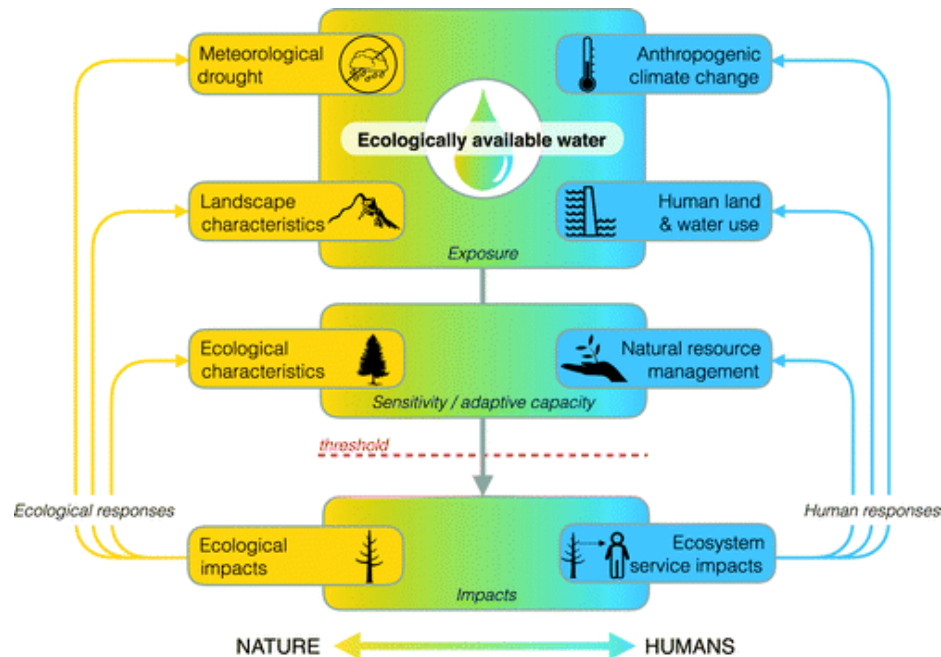 Meteorological
drought
Anthropogenic
climate change
Ecologically available water
Landscape
characteristics
Human land
& water use
Exposure
Ecological
characteristics
Natural resource
management
Sensitivity / adaptive capacity
threshold
Ecological responses
Human responses
Ecological
impacts
Ecosystem
service impacts
Impacts
NATURE
HUMANS